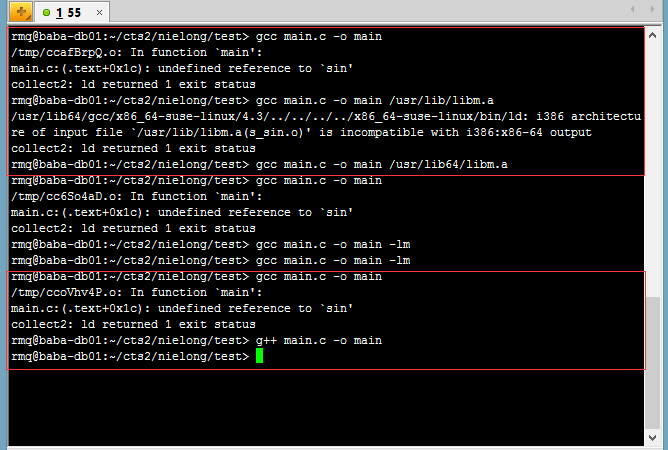 1 55 ×
rmq@baba-db01:~/cts2/nielong/test> gcc main.c -o main
/tmp/ccafBrpQ.o: In function `main':
main.c:(.text+0x1c): undefined reference to `sin'
collect2: ld returned 1 exit status
rmq@baba-db01:~/cts2/nielong/test> gcc main.c -o main /usr/lib/libm.a
/usr/lib64/gcc/x86_64-suse-linux/4.3/../../../../x86_64-suse-linux/bin/ld: i386 architectu
re of input file `/usr/lib/libm.a(s_sin.o)' is incompatible with i386:x86-64 output
collect2: ld returned 1 exit status
rmq@baba-db01:~/cts2/nielong/test> gcc main.c -o main /usr/lib64/libm.a
rmq@baba-db01:~/cts2/nielong/test> gcc main.c -o main
/tmp/cc6So4aD.o: In function `main':
main.c:(.text+0x1c): undefined reference to `sin'
collect2: ld returned 1 exit status
rmq@baba-db01:~/cts2/nielong/test> gcc main.c -o main -lm
rmq@baba-db01:~/cts2/nielong/test> gcc main.c -o main -lm
rmq@baba-db01:~/cts2/nielong/test> gcc main.c -o main
/tmp/ccoVhv4P.o: In function `main':
main.c:(.text+0x1c): undefined reference to `sin'
collect2: ld returned 1 exit status
rmq@baba-db01:~/cts2/nielong/test> g++ main.c -o main
rmq@baba-db01:~/cts2/nielong/test>